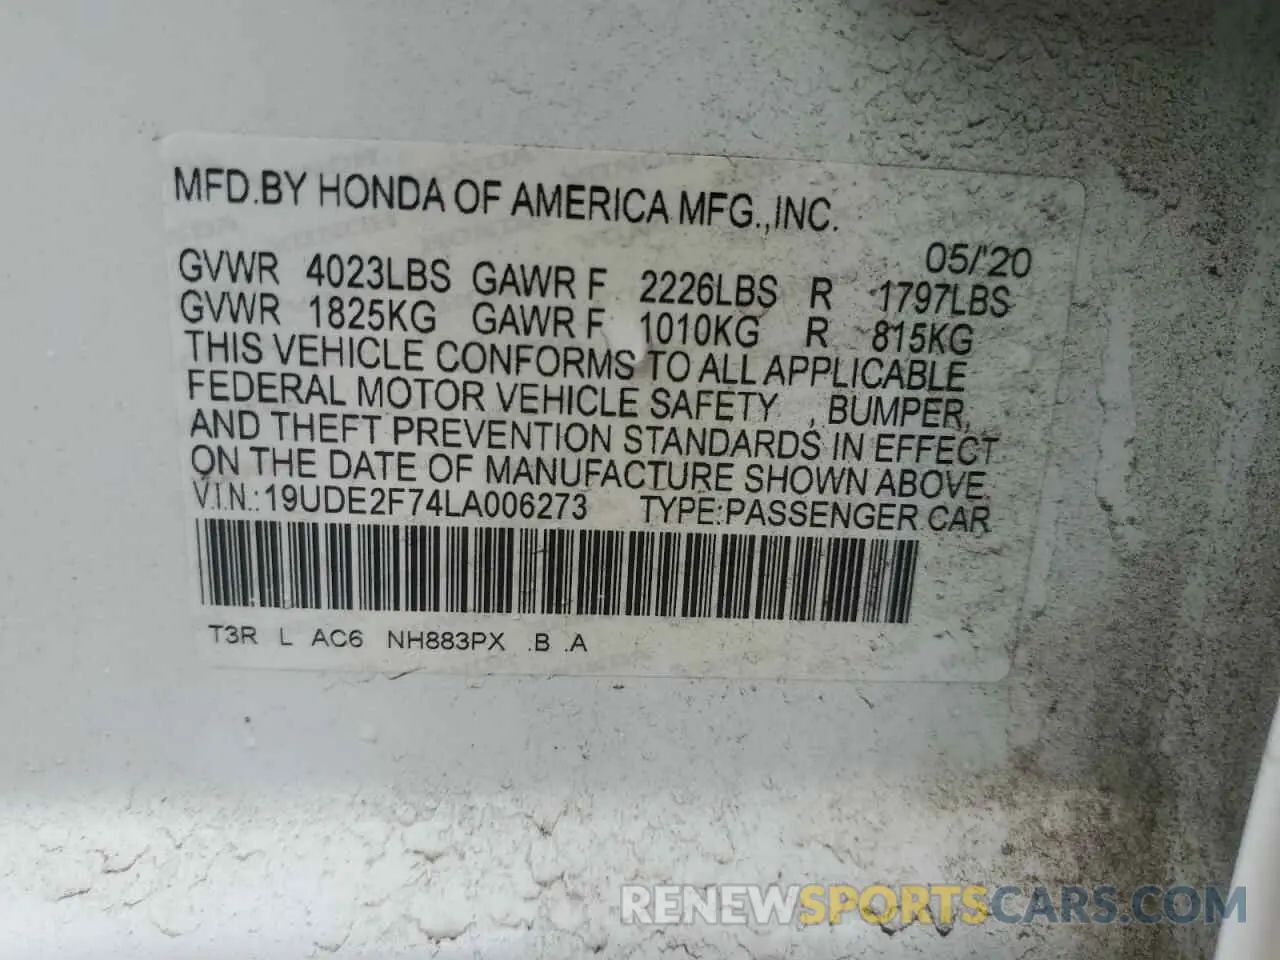 MFD.BY HONDA OF AMERICA MFG.,INC.
05/'20
GVWR 4023LBS GAWR F 2226LBS R 1797LBS
GVWR 1825KG GAWR F 1010KG R 815KG
THIS VEHICLE CONFORMS TO ALL APPLICABLE
FEDERAL MOTOR VEHICLE SAFETY , BUMPER,
AND THEFT PREVENTION STANDARDS IN EFFECT
ON THE DATE OF MANUFACTURE SHOWN ABOVE.
V.I.N.:19UDE2F74LA006273 TYPE:PASSENGER CAR
T3R L AC6 NH883PX .B .A
RENEWSPORTSCARS.COM